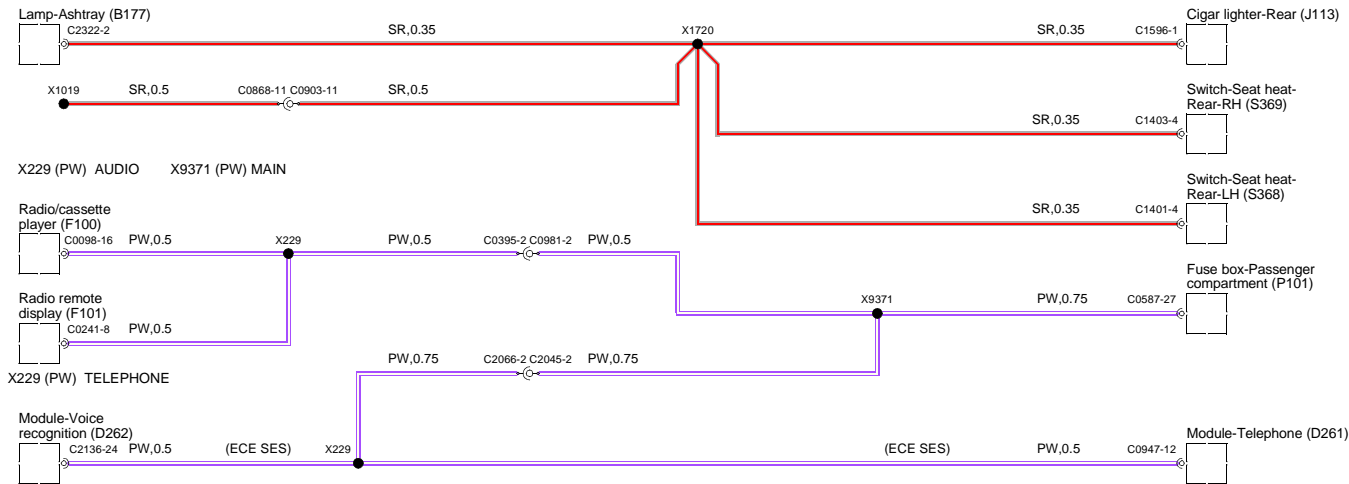 Lamp-Ashtray (B177)
C2322-2
SR,0.35
X1720
SR,0.35
C1596-1
Cigar lighter-Rear (J113)
X1019
SR,0.5
C0868-11 C0903-11
SR,0.5
SR,0.35
C1403-4
Switch-Seat heat-
Rear-RH (S369)
X229 (PW) AUDIO X9371 (PW) MAIN
SR,0.35
C1401-4
Switch-Seat heat-
Rear-LH (S368)
Radio/cassette
player (F100)
C0098-16
PW,0.5
X229
PW,0.5
C0395-2 C0981-2
PW,0.5
Radio remote
display (F101)
C0241-8
PW,0.5
X9371
PW,0.75
C0587-27
Fuse box-Passenger
compartment (P101)
PW,0.75
C2066-2 C2045-2
PW,0.75
X229 (PW) TELEPHONE
Module-Voice
recognition (D262)
C2136-24
PW,0.5
(ECE SES)
X229
(ECE SES)
PW,0.5
C0947-12
Module-Telephone (D261)